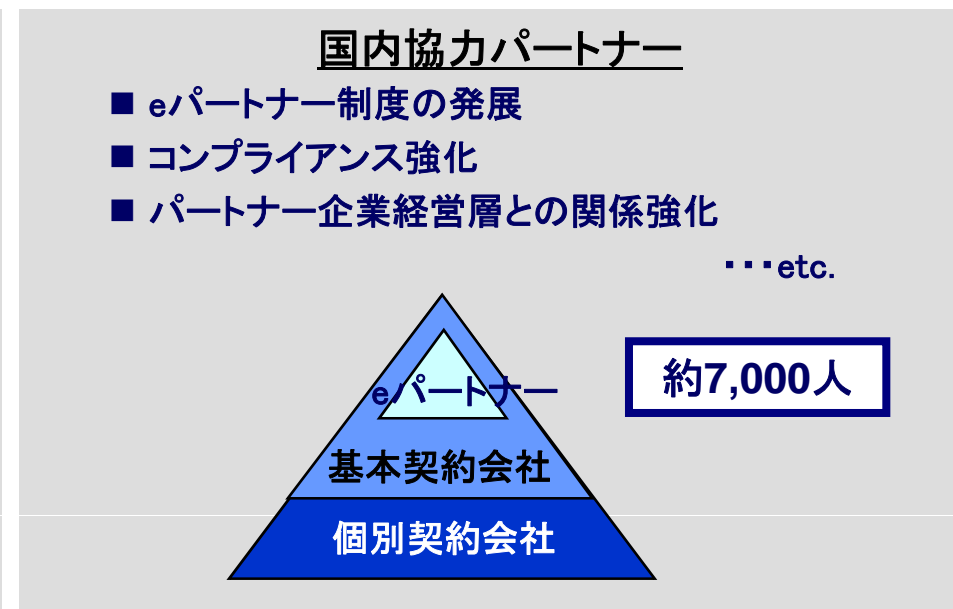 国内協力パートナー
■ eパートナー制度の発展
■ コンプライアンス強化
■ パートナー企業経営層との関係強化
・・・etc.
eパートナー
約7,000人
基本契約会社
個別契約会社